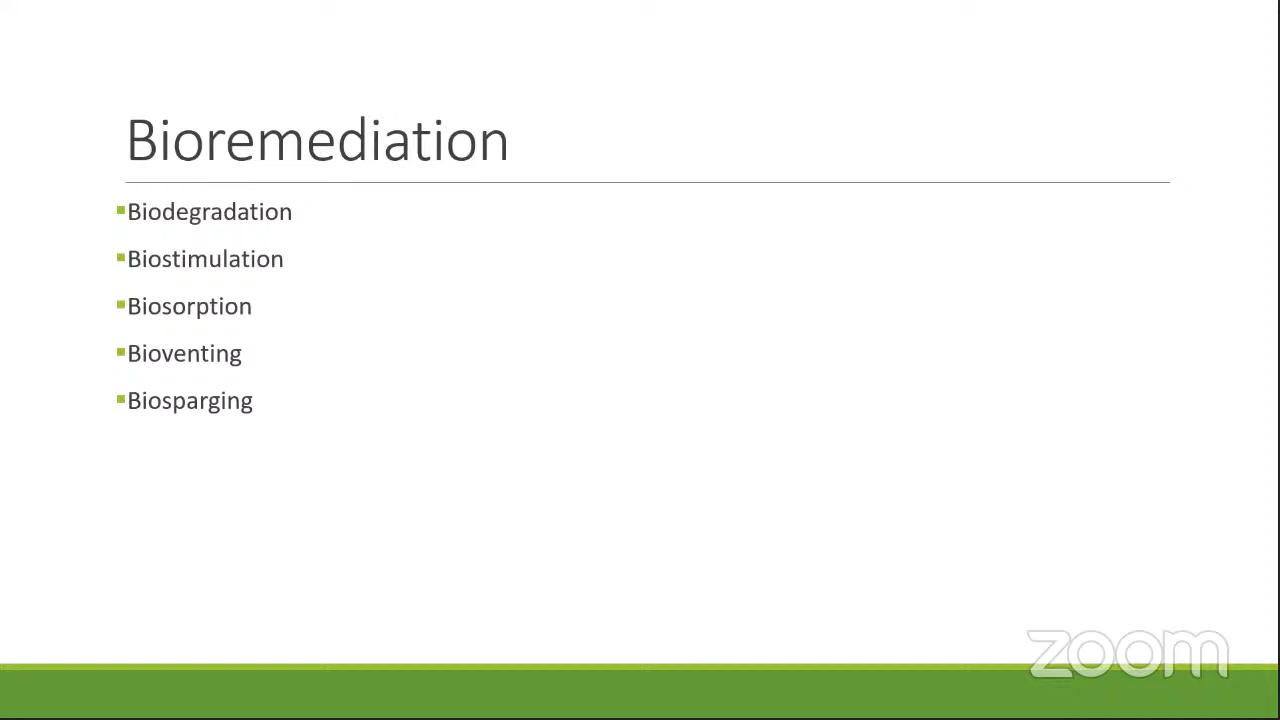 Bioremediation
Biodegradation
Biostimulation
Biosorption
Bioventing
Biosparging
zoom